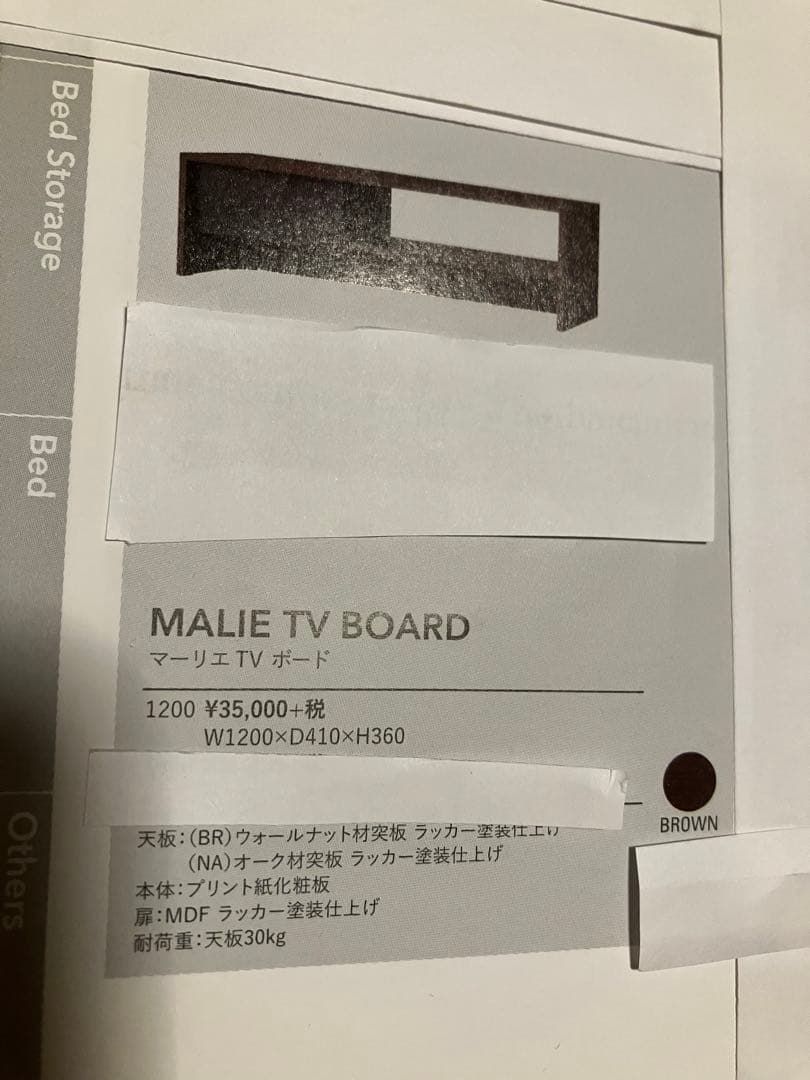 Bed Storage
Bed
Others
MALIE TV BOARD
マーリエTV ボード
1200 ¥35,000+税
W1200×D410×H360
BROWN
天板:(BR)ウォールナット材突板 ラッカー塗装仕上げ
(NA)オーク材突板 ラッカー塗装仕上げ
本体:プリント紙化粧板
扉:MDF ラッカー塗装仕上げ
耐荷重:天板30kg